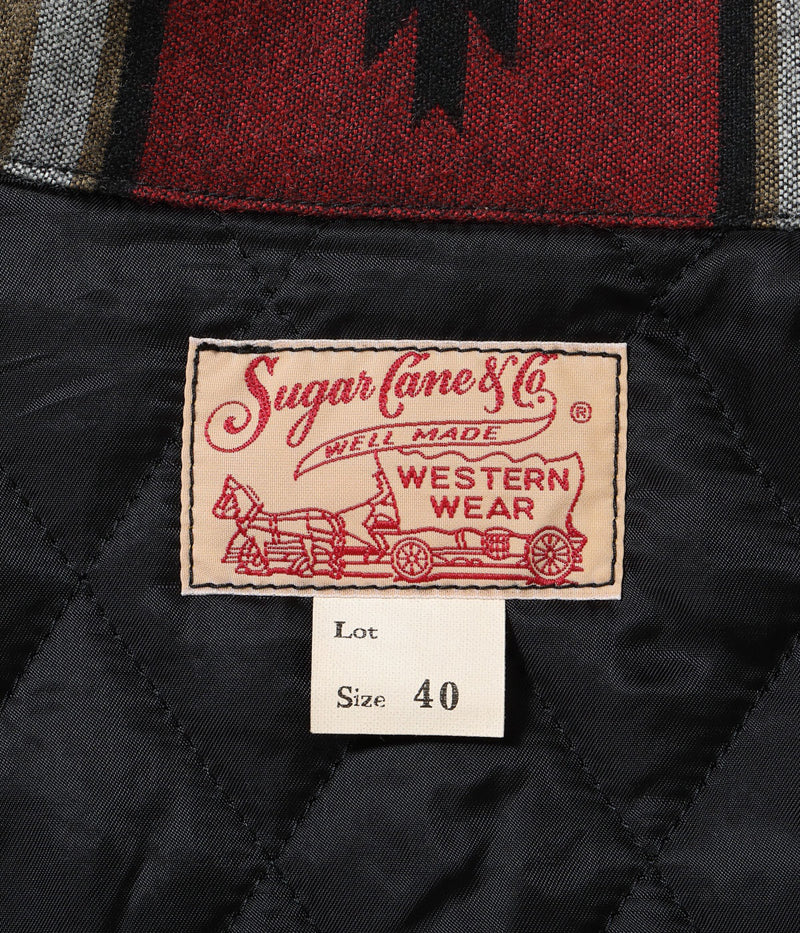 Sugar Cane & Co.
®
WELL MADE
WESTERN
WEAR
Lot
Size 40